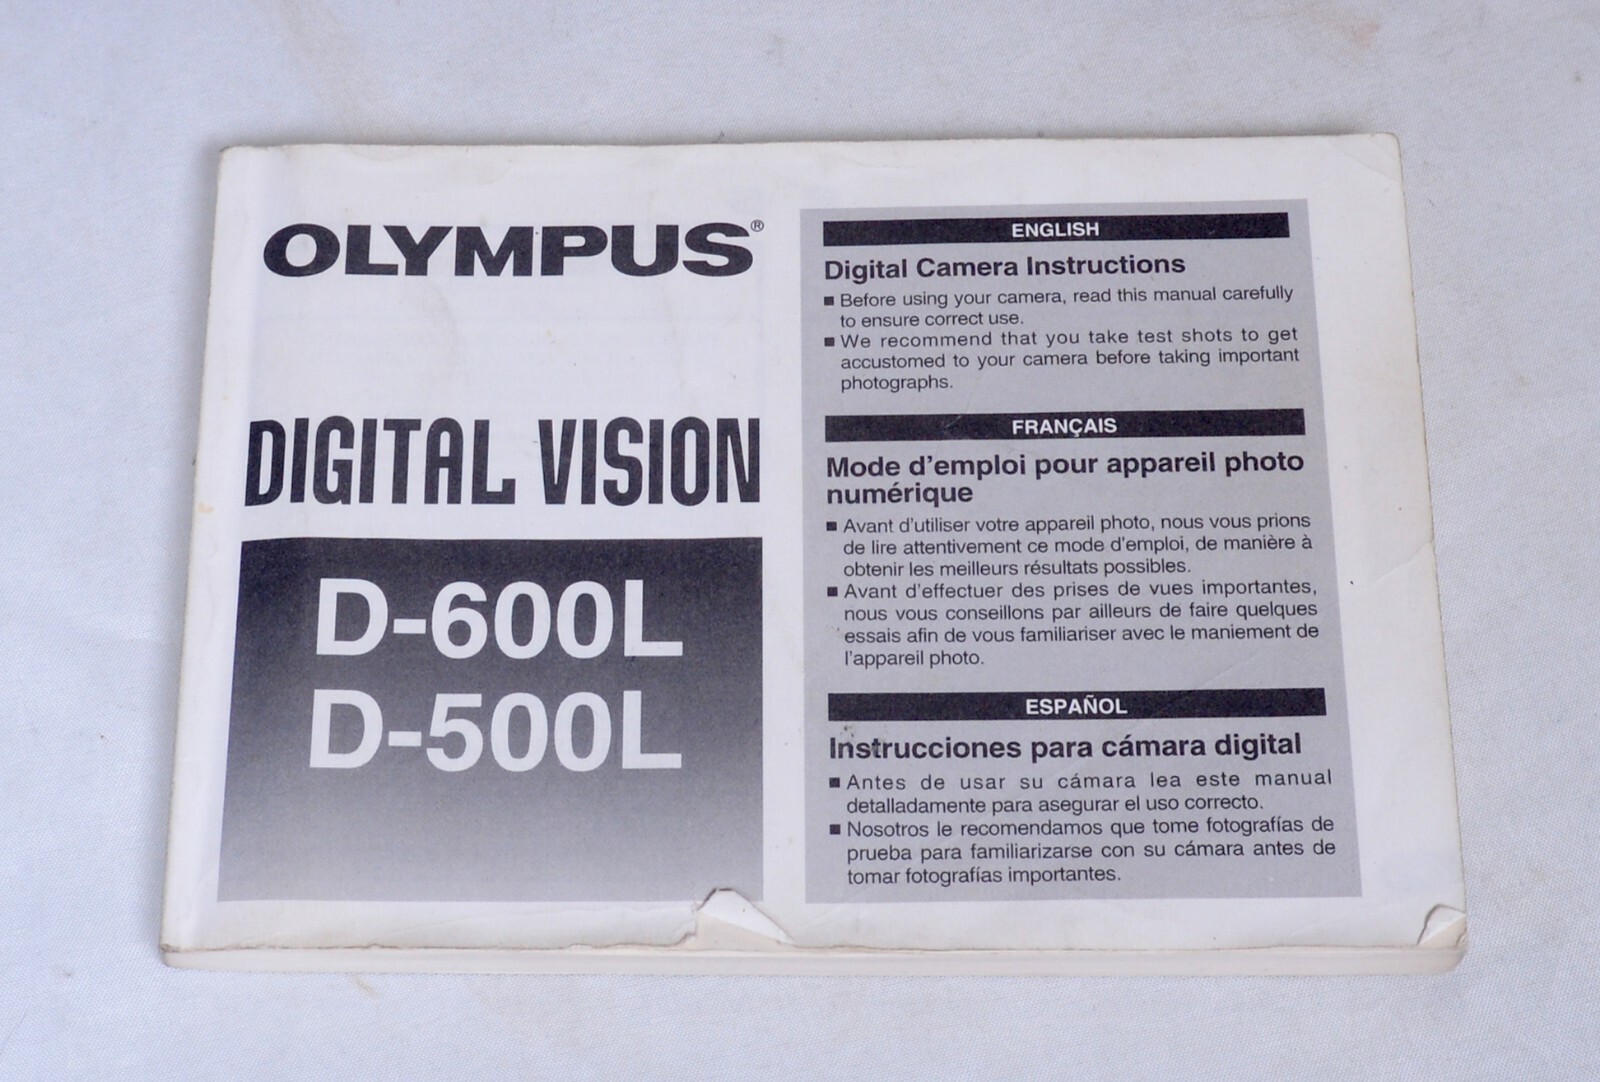 OLYMPUS®
DIGITAL VISION
D-600L
D-500L
ENGLISH
Digital Camera Instructions
■ Before using your camera, read this manual carefully
to ensure correct use.
■ We recommend that you take test shots to get
accustomed to your camera before taking important
photographs.
FRANÇAIS
Mode d'emploi pour appareil photo
numérique
■ Avant d'utiliser votre appareil photo, nous vous prions
de lire attentivement ce mode d'emploi, de manière à
obtenir les meilleurs résultats possibles.
■ Avant d'effectuer des prises de vues importantes,
nous vous conseillons par ailleurs de faire quelques
essais afin de vous familiariser avec le maniement de
l'appareil photo.
ESPAÑOL
Instrucciones para cámara digital
■ Antes de usar su cámara lea este manual
detalladamente para asegurar el uso correcto.
■ Nosotros le recomendamos que tome fotografías de
prueba para familiarizarse con su cámara antes de
tomar fotografías importantes.